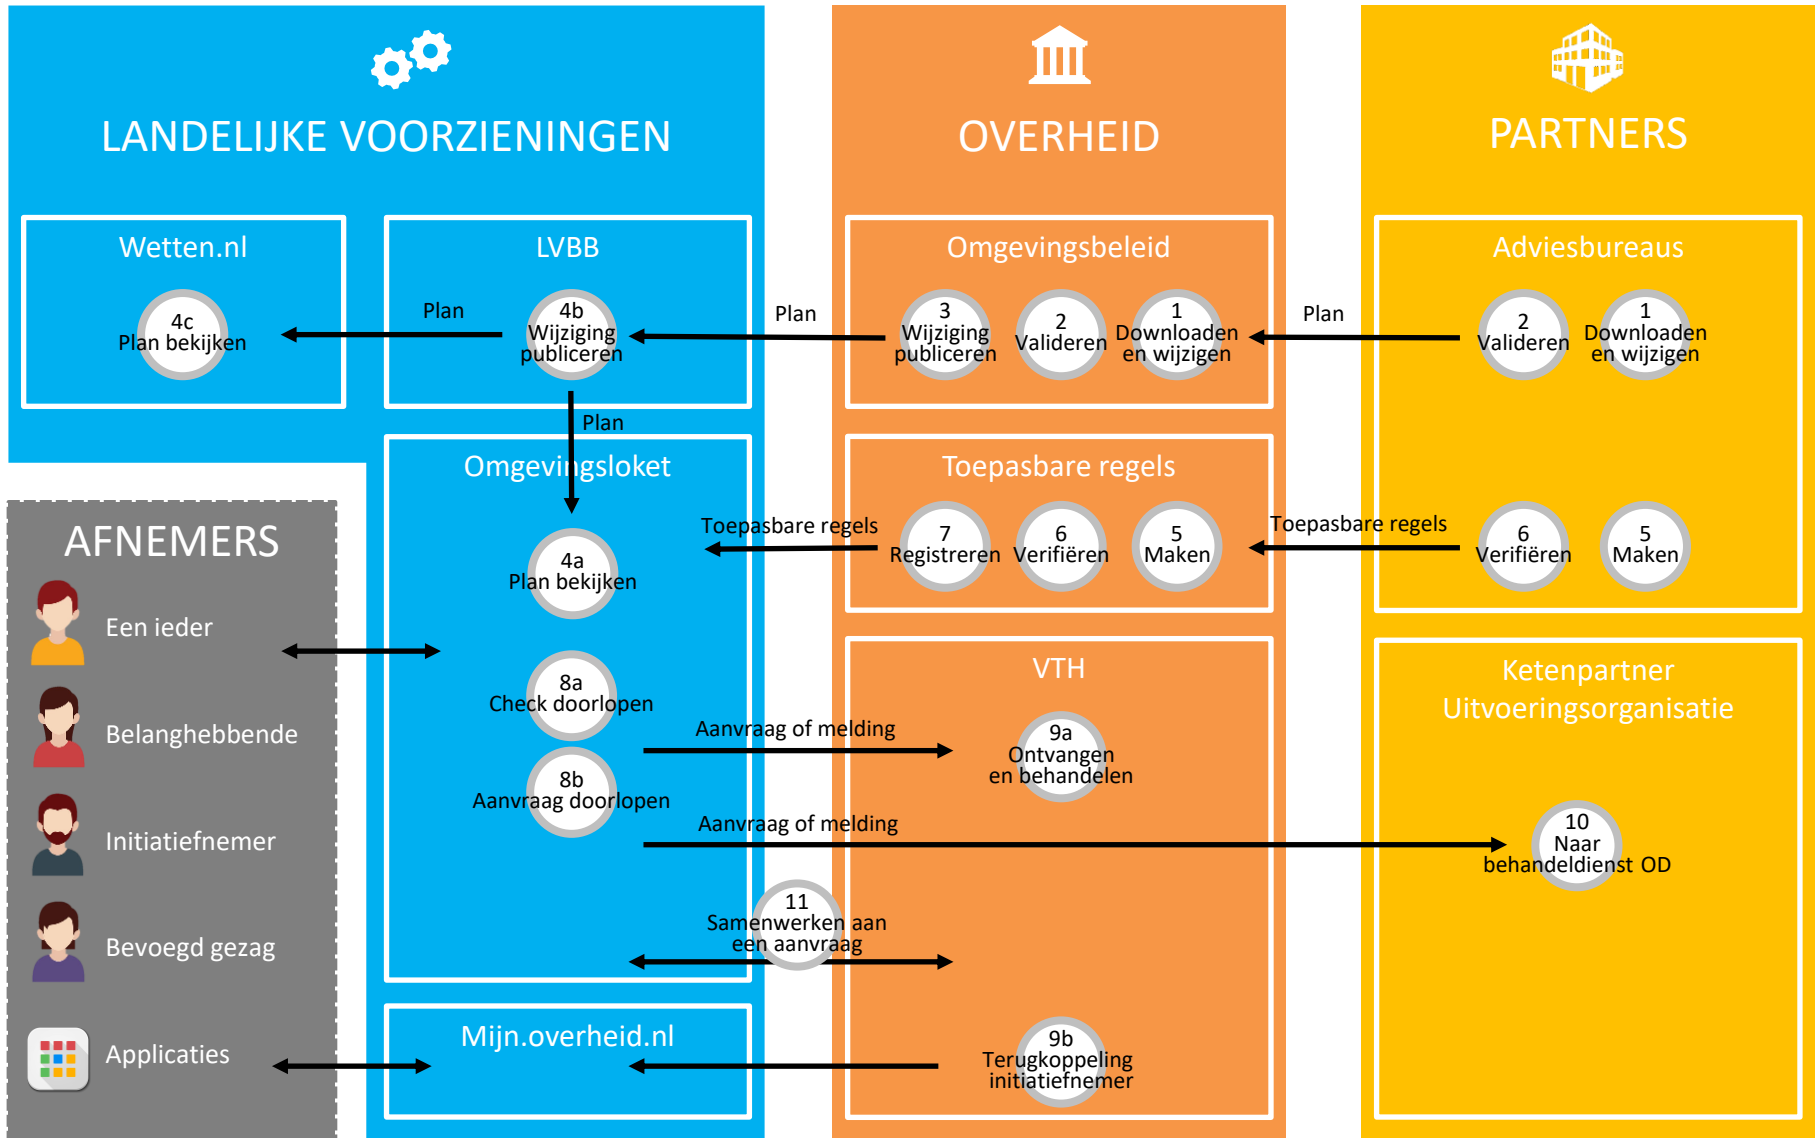 LANDELIJKE VOORZIENINGEN
Wetten.nl
4c
Plan bekijken
Plan
LVBB
4b
Wijziging
publiceren
Plan
Omgevingsloket
4a
Plan bekijken
8a
Check doorlopen
8b
Aanvraag doorlopen
Mijn.overheid.nl
AFNEMERS
Een ieder
Belanghebbende
Initiatiefnemer
Bevoegd gezag
Applicaties
Plan
Toepasbare regels
Aanvraag of melding
Aanvraag of melding
11
Samenwerken aan
een aanvraag
OVERHEID
Omgevingsbeleid
3
Wijziging
publiceren
2
Valideren
1
Downloaden
en wijzigen
Toepasbare regels
7
Registreren
6
Verifiëren
5
Maken
VTH
9a
Ontvangen
en behandelen
9b
Terugkoppeling
initiatiefnemer
Plan
Toepasbare regels
PARTNERS
Adviesbureaus
2
Valideren
1
Downloaden
en wijzigen
6
Verifiëren
5
Maken
Ketenpartner
Uitvoeringsorganisatie
10
Naar
behandeldienst OD